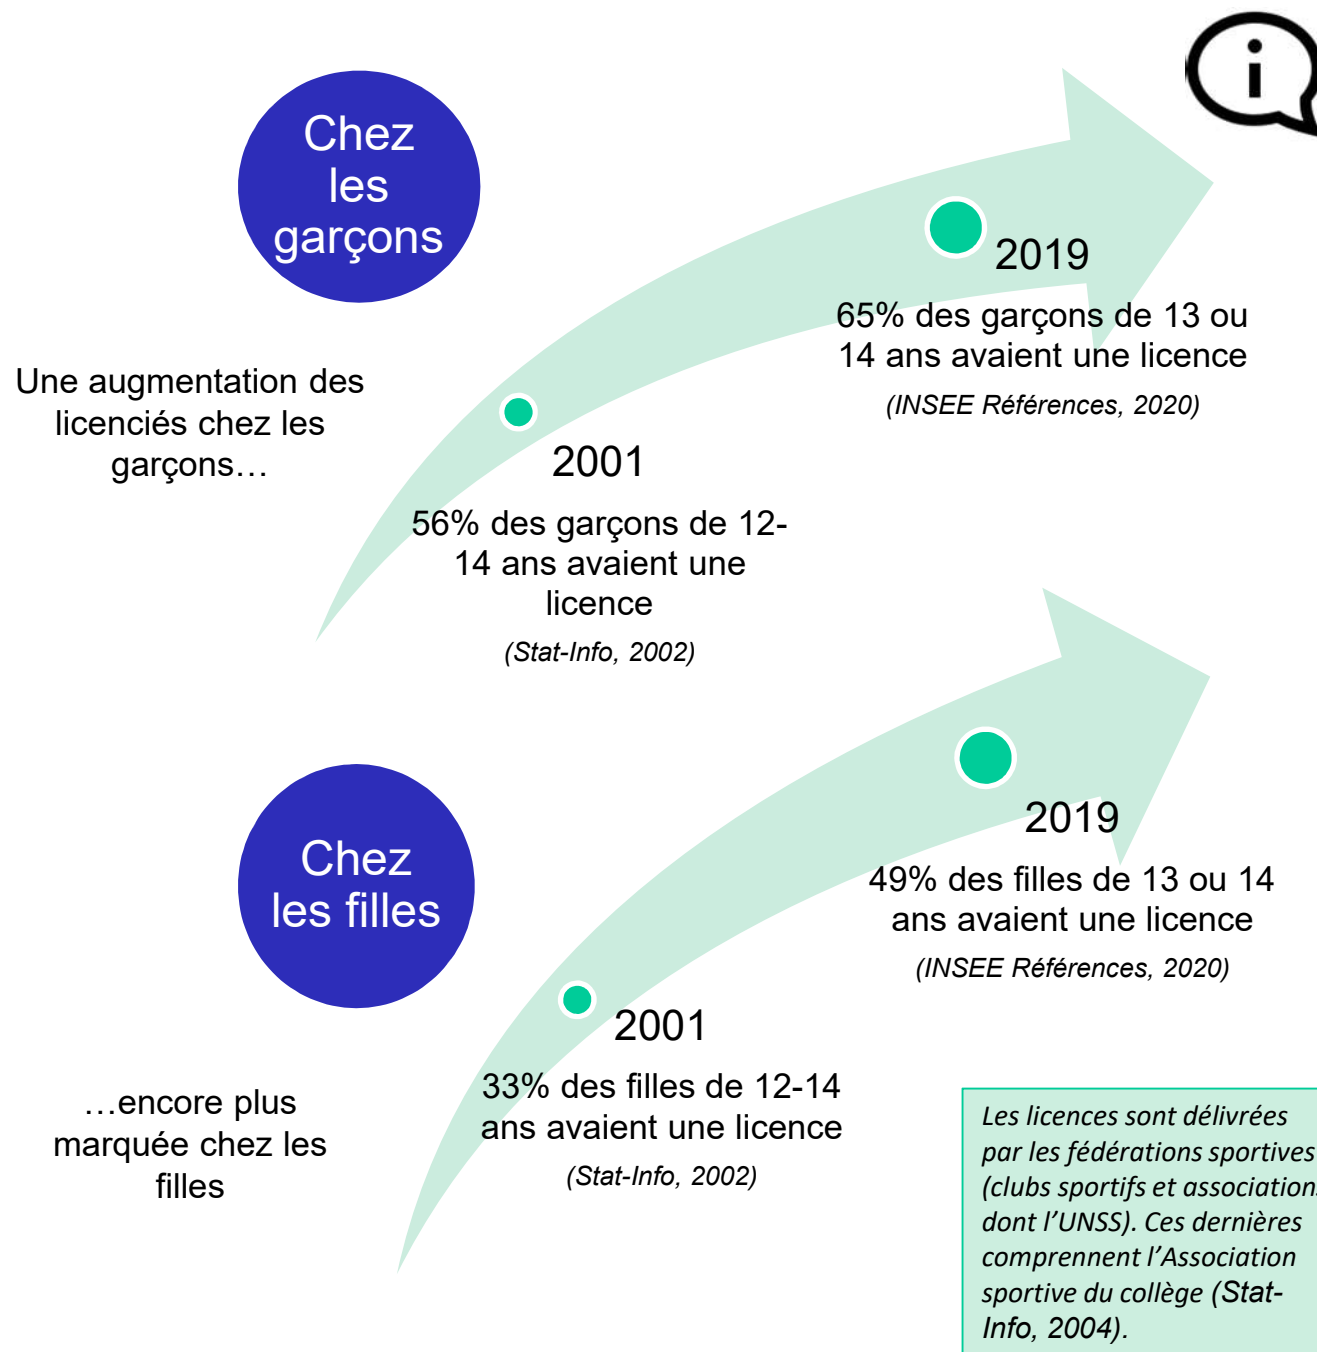 Chez
les
garçons
Une augmentation des
licenciés chez les
garçons…
2001
56% des garçons de 12-
14 ans avaient une
licence
(Stat-Info, 2002)
2019
65% des garçons de 13 ou
14 ans avaient une licence
(INSEE Références, 2020)
i
Chez
les filles
…encore plus
marquée chez les
filles
2001
33% des filles de 12-14
ans avaient une licence
(Stat-Info, 2002)
2019
49% des filles de 13 ou 14
ans avaient une licence
(INSEE Références, 2020)
Les licences sont délivrées
par les fédérations sportives
(clubs sportifs et associations
dont l’UNSS). Ces dernières
comprennent l’Association
sportive du collège (Stat-
Info, 2004).